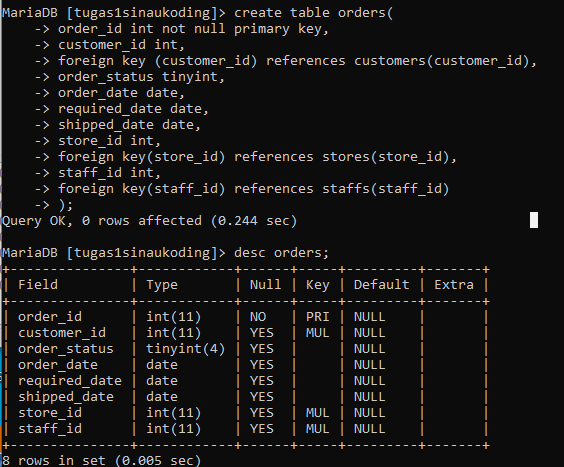 MariaDB [tugas1sinaukoding]> create table orders(
    -> order_id int not null primary key,
    -> customer_id int,
    -> foreign key (customer_id) references customers(customer_id),
    -> order_status tinyint,
    -> order_date date,
    -> required_date date,
    -> shipped_date date,
    -> store_id int,
    -> foreign key(store_id) references stores(store_id),
    -> staff_id int,
    -> foreign key(staff_id) references staffs(staff_id)
    -> );
Query OK, 0 rows affected (0.244 sec)
MariaDB [tugas1sinaukoding]> desc orders;
+---------------+------------+------+-----+---------+-------+
| Field         | Type       | Null | Key | Default | Extra |
+---------------+------------+------+-----+---------+-------+
| order_id      | int(11)    | NO   | PRI | NULL    |       |
| customer_id   | int(11)    | YES  | MUL | NULL    |       |
| order_status  | tinyint(4) | YES  |     | NULL    |       |
| order_date    | date       | YES  |     | NULL    |       |
| required_date | date       | YES  |     | NULL    |       |
| shipped_date  | date       | YES  |     | NULL    |       |
| store_id      | int(11)    | YES  | MUL | NULL    |       |
| staff_id      | int(11)    | YES  | MUL | NULL    |       |
+---------------+------------+------+-----+---------+-------+
8 rows in set (0.005 sec)